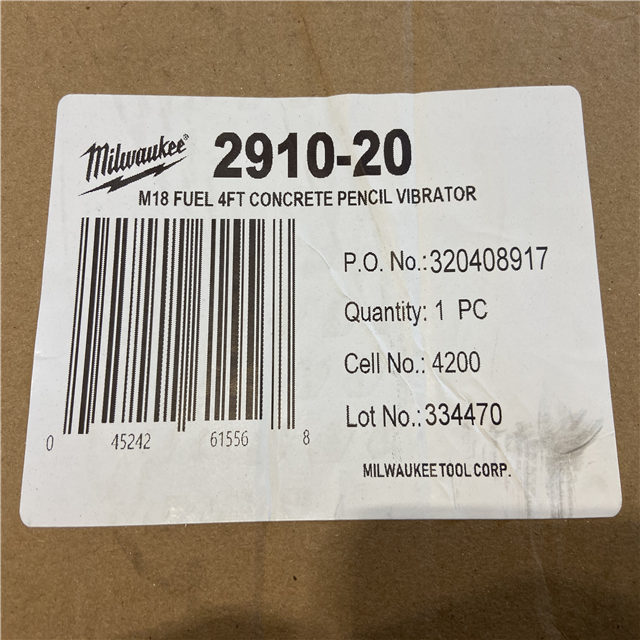 Milwaukee® 2910-20
M18 FUEL 4FT CONCRETE PENCIL VIBRATOR
P.O. No.:320408917
Quantity: 1 PC
Cell No.: 4200
Lot No.:334470
0 45242 61556 8
MILWAUKEE TOOL CORP.